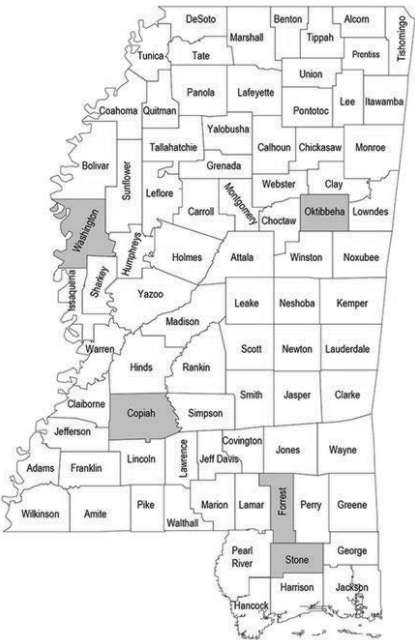 DeSoto
Benton
Alcorn
Tishomingo
Marshall
Tippah
Prentiss
Tunica
Tate
Union
Panola
Lafeyette
Lee
Itawamba
Pontotoc
Coahoma
Quitman
Yalobusha
Tallahatchie
Calhoun
Chickasaw
Monroe
Bolivar
Sunflower
Grenada
Leflore
Webster
Clay
Montgomery
Carroll
Oktibbeha
Lowndes
Choctaw
Washington
Humphreys
Holmes
Attala
Winston
Noxubee
Issaquena
Sharkey
Yazoo
Leake
Neshoba
Kemper
Madison
Warren
Scott
Newton
Lauderdale
Hinds
Rankin
Smith
Jasper
Clarke
Claiborne
Copiah
Simpson
Jefferson
Covington
Lawrence
Jones
Wayne
Lincoln
Jeff Davis
Adams
Franklin
Wilkinson
Amite
Pike
Walthall
Marion
Lamar
Forrest
Perry
Greene
Pearl
River
Stone
George
Harrison
Jackson
Hancock